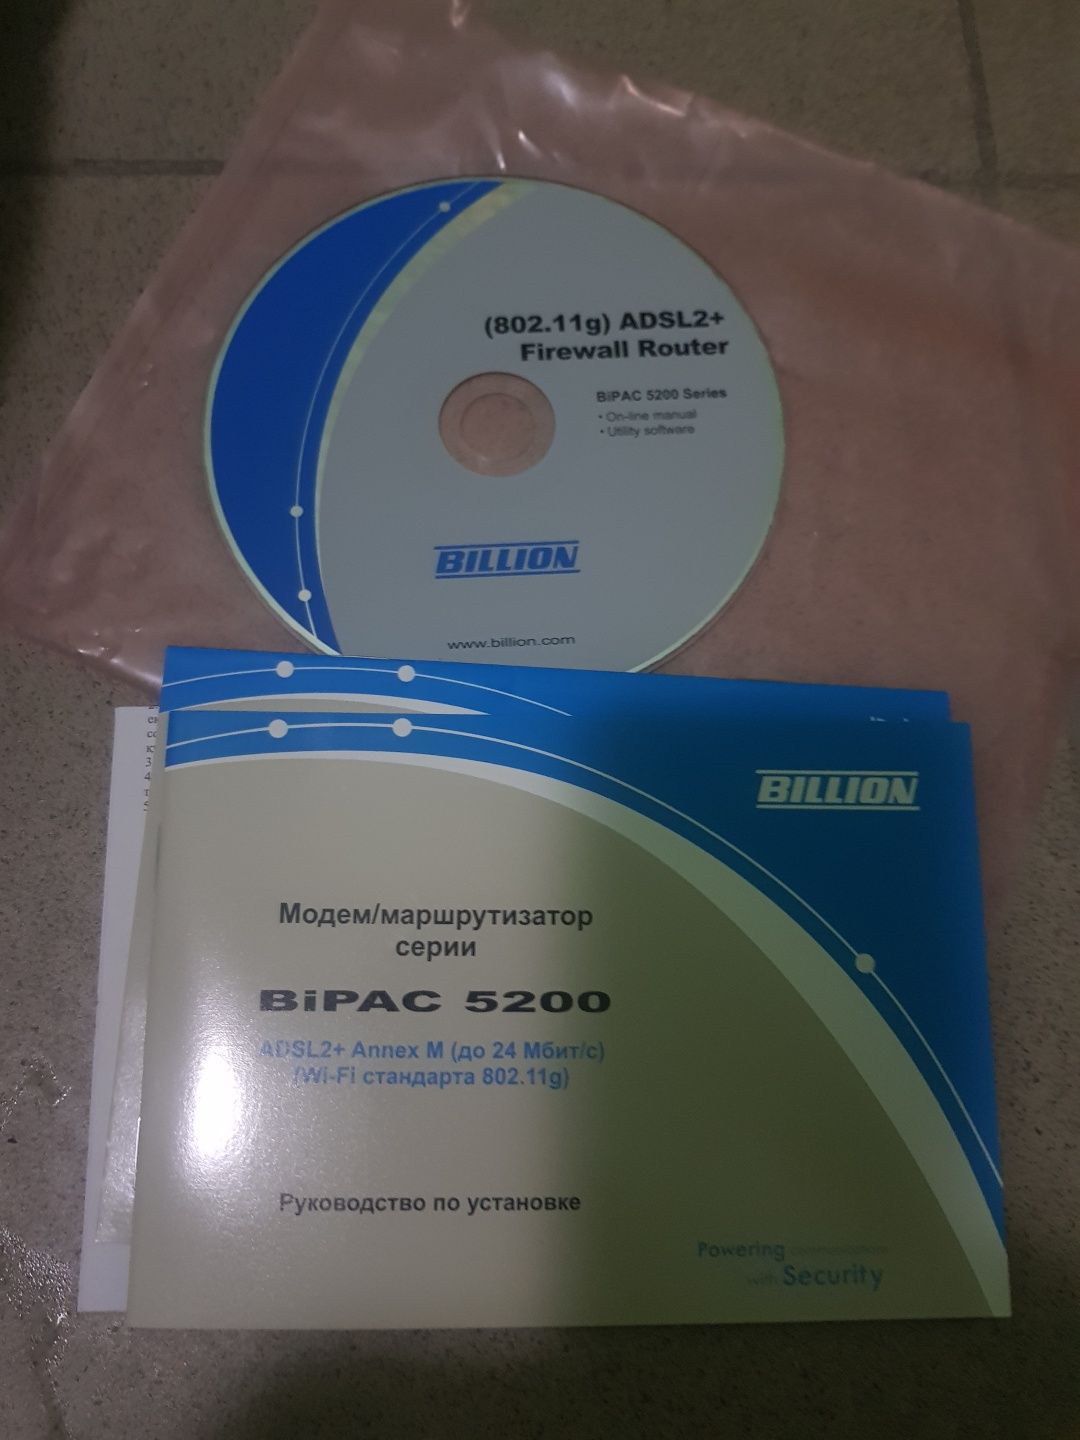 (802.11g) ADSL2+
Firewall Router
BiPAC 5200 Series
• On-line manual
• Utility software
BILLION
www.billion.com
BILLION
Модем/маршрутизатор
серии
BiPAC 5200
ADSL2+ Annex M (до 24 Мбит/с)
(Wi-Fi стандарта 802.11g)
Руководство по установке
Powering communications
with Security